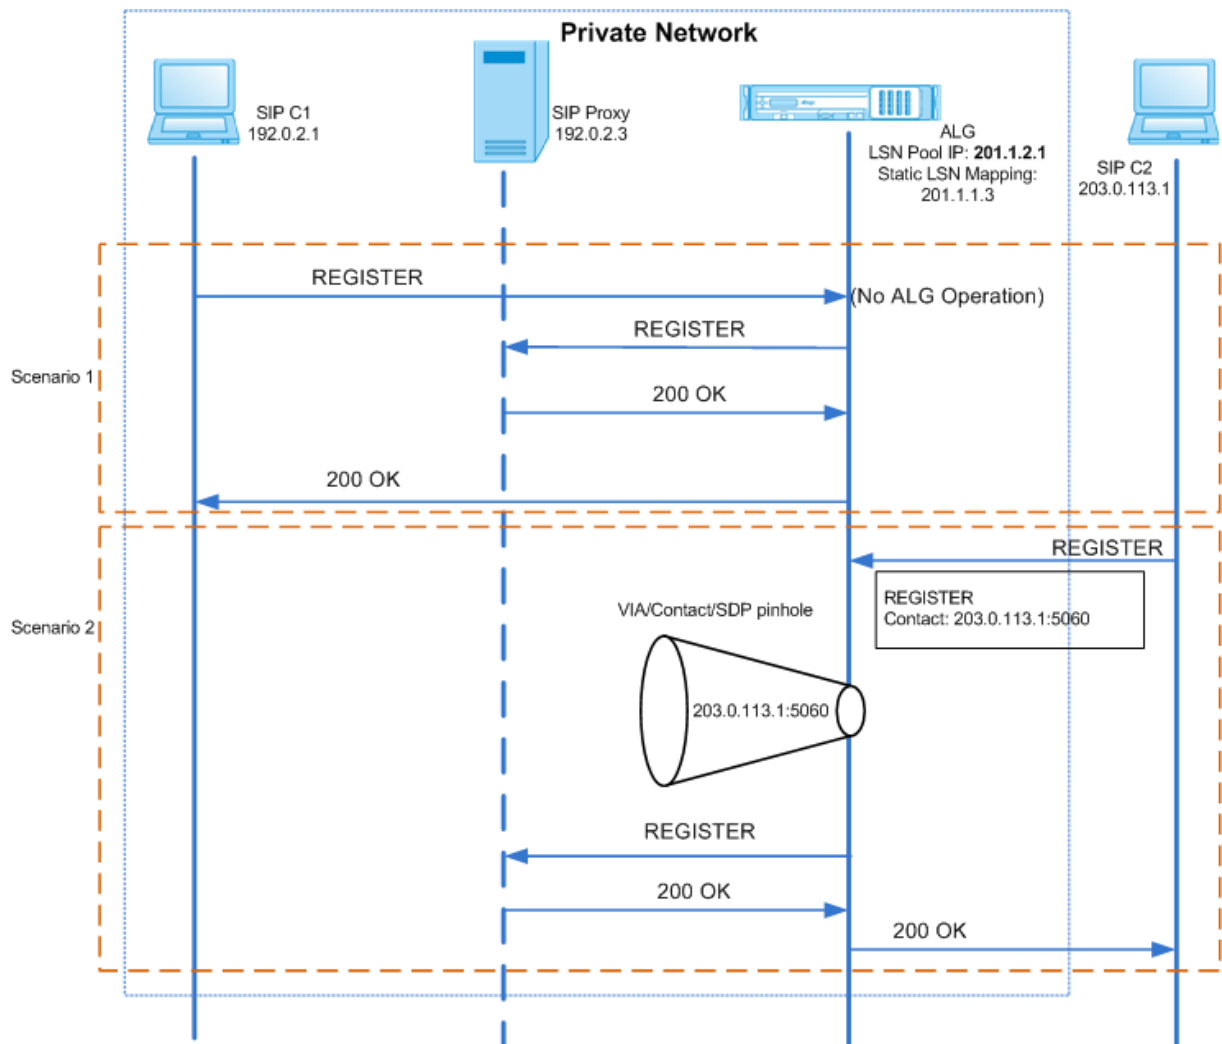 Private Network
SIP C1
192.0.2.1
SIP Proxy
192.0.2.3
ALG
LSN Pool IP: 201.1.2.1
Static LSN Mapping:
201.1.1.3
SIP C2
203.0.113.1
Scenario 1
REGISTER
(No ALG Operation)
REGISTER
200 OK
200 OK
Scenario 2
REGISTER
REGISTER
Contact: 203.0.113.1:5060
VIA/Contact/SDP pinhole
203.0.113.1:5060
REGISTER
200 OK
200 OK